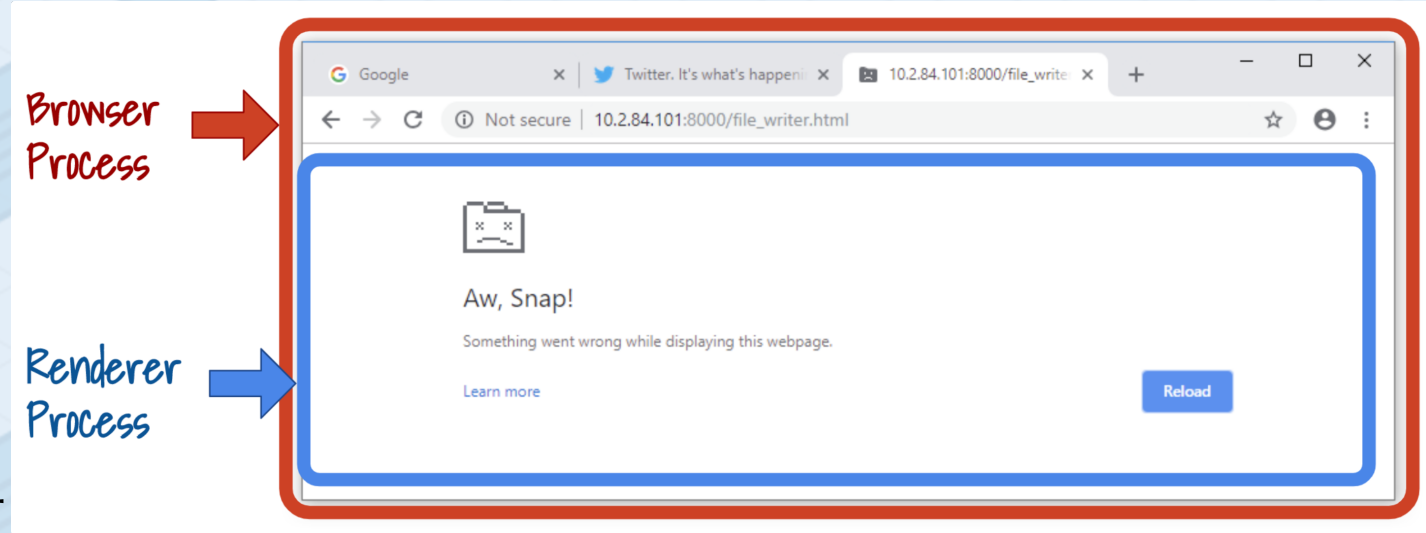 Browser
Process
Google
Twitter. It's what's happeni
10.2.84.101:8000/file_write
Not secure | 10.2.84.101:8000/file_writer.html
Aw, Snap!
Something went wrong while displaying this webpage.
Learn more
Reload
Renderer
Process